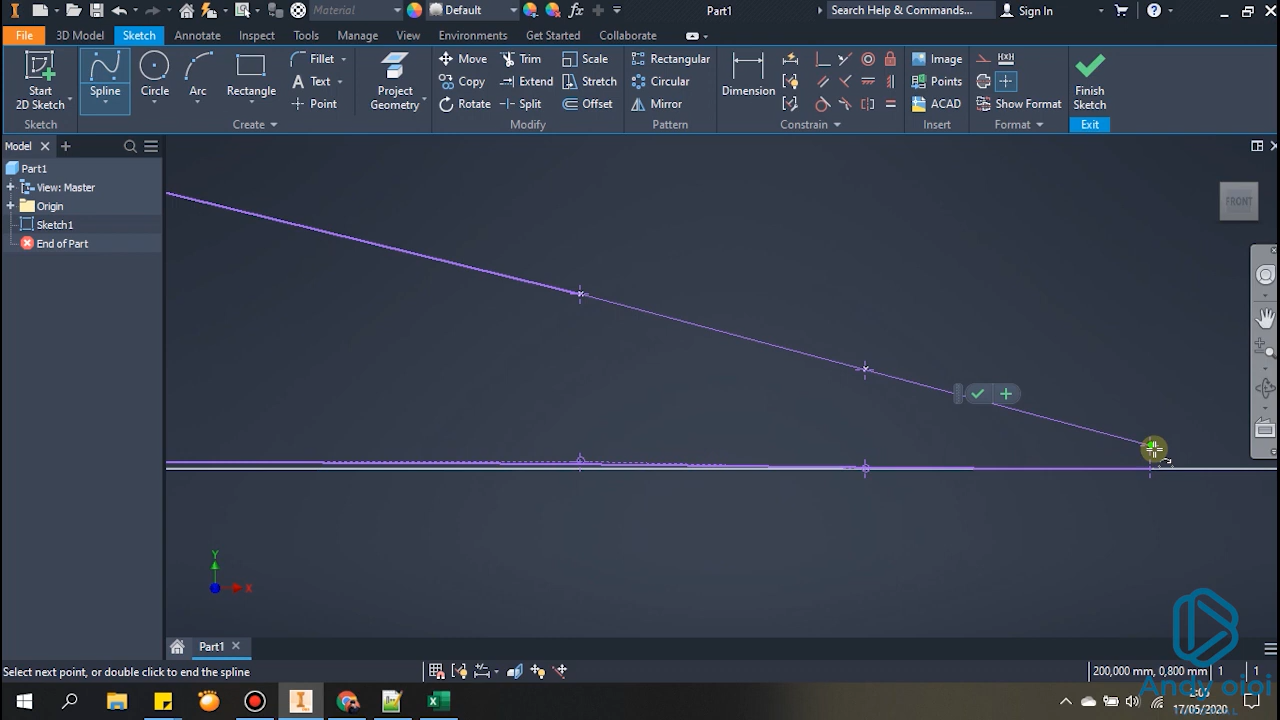 Material
Default
Part1
Search Help & Commands...
Sign In
File
3D Model
Sketch
Annotate
Inspect
Tools
Manage
View
Environments
Get Started
Collaborate
Start
2D Sketch
Spline
Circle
Arc
Rectangle
Fillet
Text
Point
Project
Geometry
Move
Copy
Rotate
Trim
Extend
Split
Scale
Stretch
Offset
Rectangular
Circular
Mirror
Dimension
Image
Points
ACAD
Show Format
Finish
Sketch
Sketch
Create
Modify
Pattern
Constrain
Insert
Format
Exit
Model
Part1
View: Master
Origin
Sketch1
End of Part
FRONT
Y
X
Part1
Select next point, or double click to end the spline
200,000 mm, 0,800 mm
1
1
Andy oioi
17/05/2020